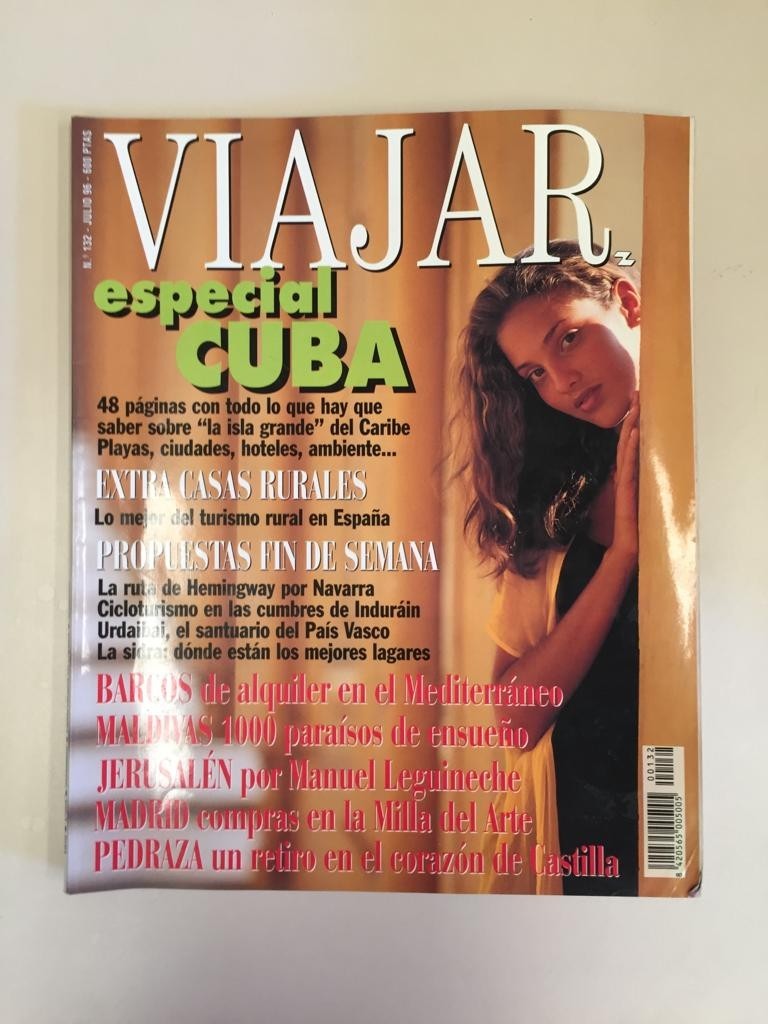 N.º 132 - JULIO 96 - 600 PTAS
VIAJAR
Z
especial
CUBA
48 páginas con todo lo que hay que
saber sobre “la isla grande” del Caribe
Playas, ciudades, hoteles, ambiente...
EXTRA CASAS RURALES
Lo mejor del turismo rural en España
PROPUESTAS FIN DE SEMANA
La ruta de Hemingway por Navarra
Cicloturismo en las cumbres de Induráin
Urdaibai, el santuario del País Vasco
La sidra: dónde están los mejores lagares
BARCOS de alquiler en el Mediterráneo
MALDIVAS 1000 paraísos de ensueño
JERUSALÉN por Manuel Leguineche
MADRID compras en la Milla del Arte
PEDRAZA un retiro en el corazón de Castilla
00132
8 420565 005005